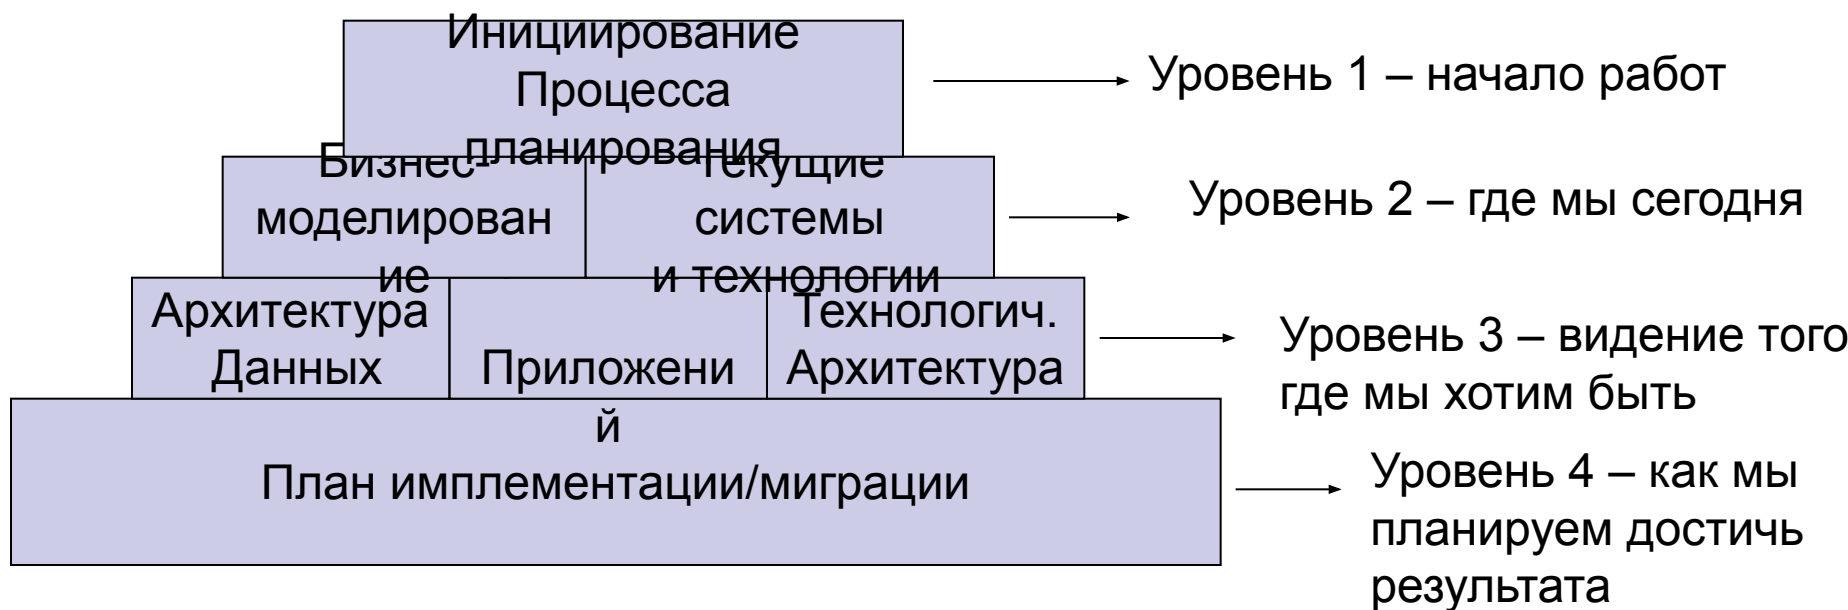 Инициирование
Процесса
планирования
Уровень 1 – начало работ
Бизнес-
моделирован
ие
Текущие
системы
и технологии
Уровень 2 – где мы сегодня
Архитектура
Данных
Приложени
й
Технологич.
Архитектура
Уровень 3 – видение того
где мы хотим быть
План имплементации/миграции
Уровень 4 – как мы
планируем достичь
результата